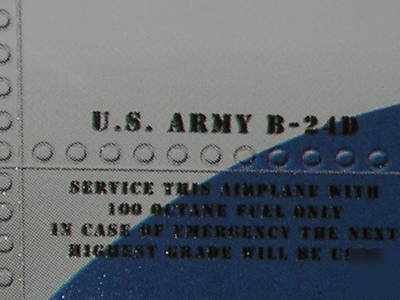 U.S. ARMY B-24D
SERVICE THIS AIRPLANE WITH
100 OCTANE FUEL ONLY
IN CASE OF EMERGENCY THE NEXT
HIGHEST GRADE WILL BE